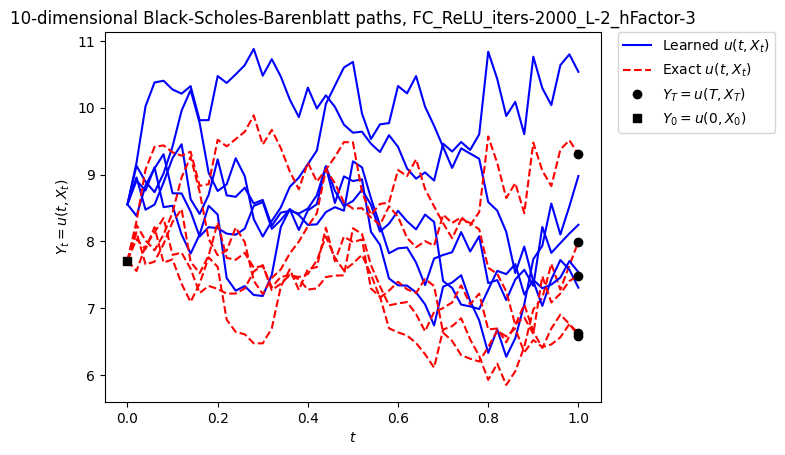 10-dimensional Black-Scholes-Barenblatt paths, FC_ReLU_iters-2000_L-2_hFactor-3
Learned u(t, X_t)
Exact u(t, X_t)
Y_T = u(T, X_T)
Y_0 = u(0, X_0)
Y_t = u(t, X_t)
11
10
9
8
7
6
0.0 0.2 0.4 0.6 0.8 1.0
t